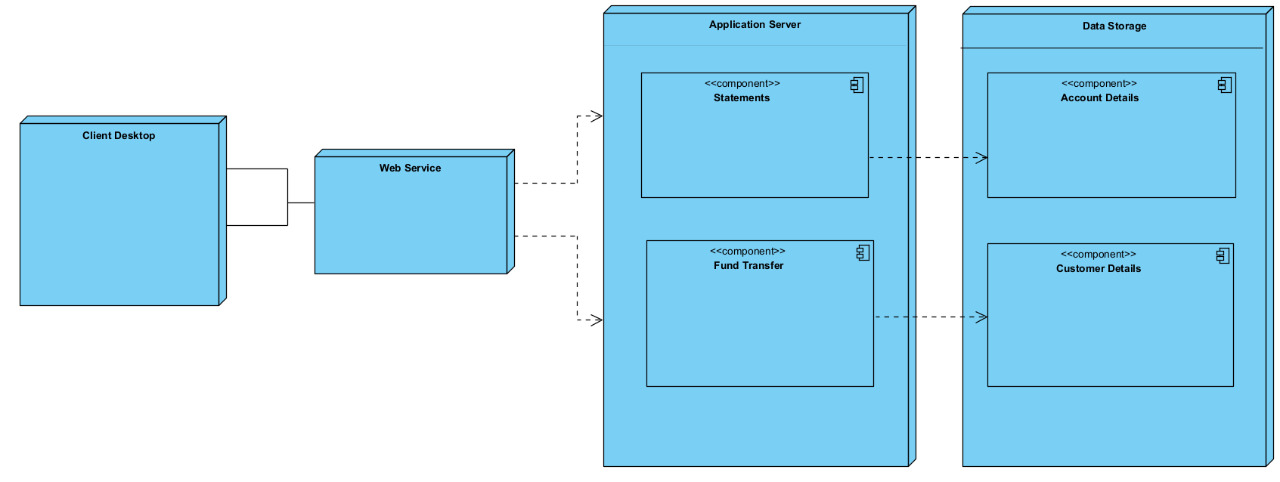 Client Desktop
Web Service
Application Server
<<component>>
Statements
<<component>>
Fund Transfer
Data Storage
<<component>>
Account Details
<<component>>
Customer Details